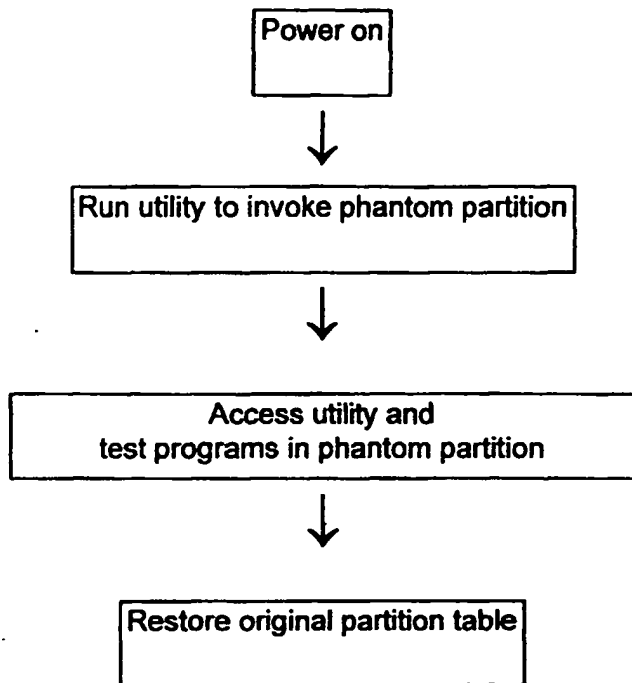 Power on
Run utility to invoke phantom partition
Access utility and
test programs in phantom partition
Restore original partition table